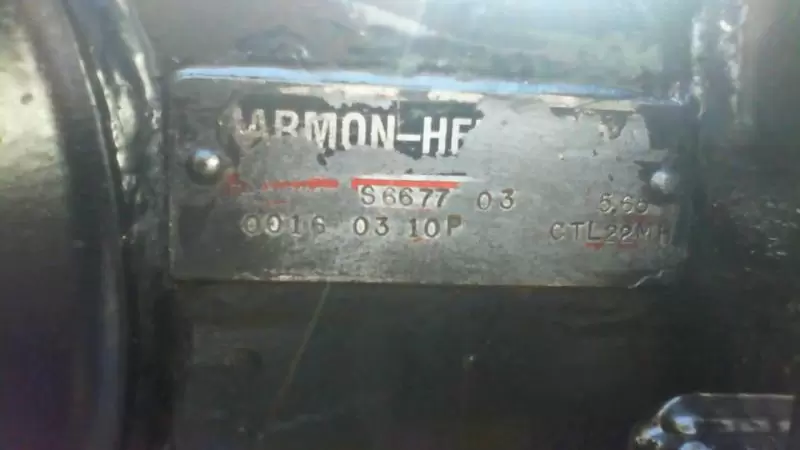 ARMON-HE
S6677 03 5,66
0016 03 10P CTL22MH